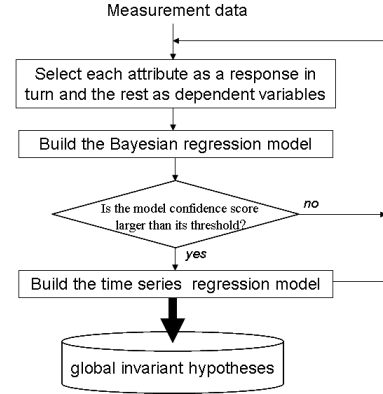 Measurement data
Select each attribute as a response in
turn and the rest as dependent variables
Build the Bayesian regression model
Is the model confidence score
larger than its threshold?
no
yes
Build the time series regression model
global invariant hypotheses